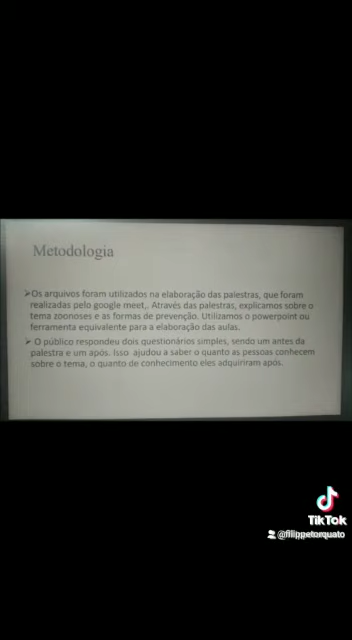 Metodologia
➢Os arquivos foram utilizados na elaboração das palestras, que foram
realizadas pelo google meet,. Através das palestras, explicamos sobre o
tema zoonoses e as formas de prevenção. Utilizamos o powerpoint ou
ferramenta equivalente para a elaboração das aulas.
➢ O público respondeu dois questionários simples, sendo um antes da
palestra e um após. Isso ajudou a saber o quanto as pessoas conhecem
sobre o tema, o quanto de conhecimento eles adquiriram após.
TikTok
@filippetorquato